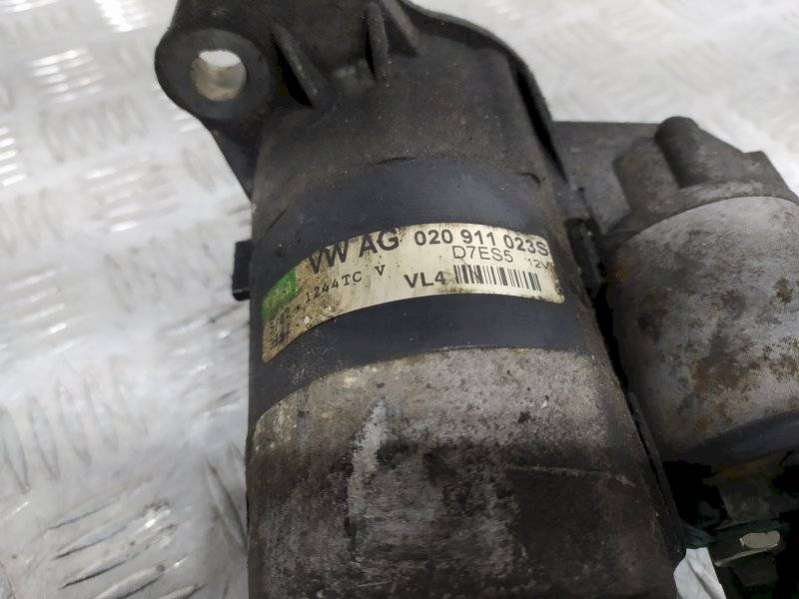 VW AG 020 911 023S
D7ES5 12V
1244TC V VL4